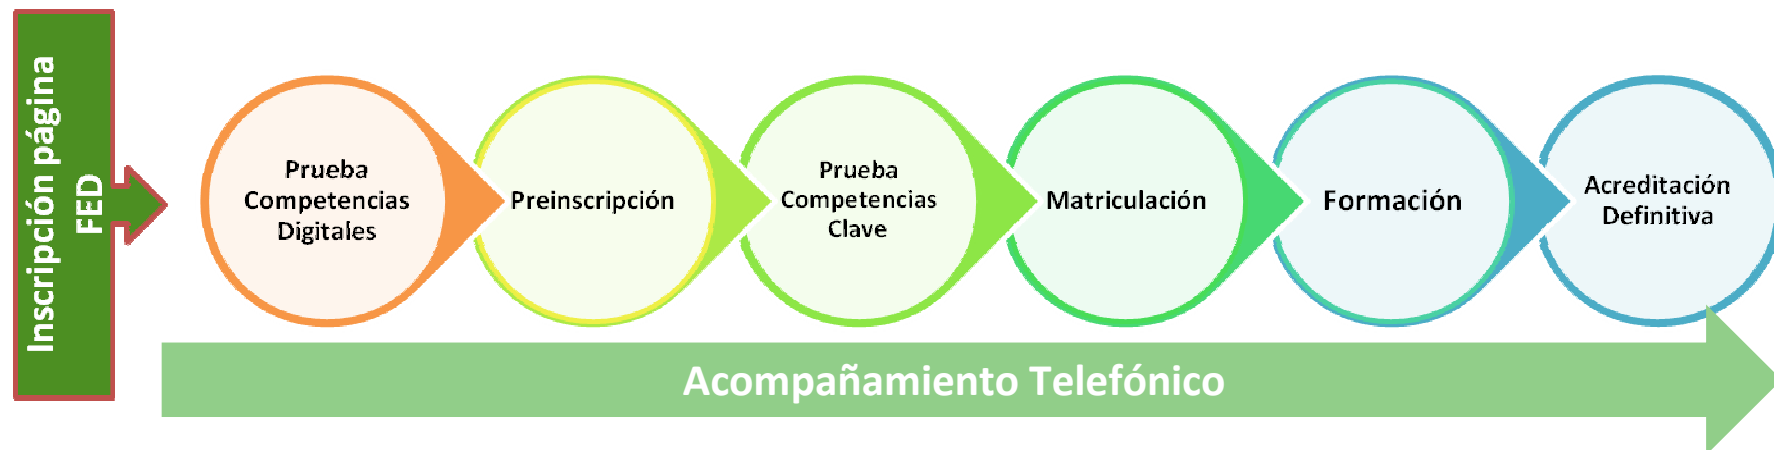 Inscripción página
FED
Prueba
Competencias
Digitales
Preinscripción
Prueba
Competencias
Clave
Matriculación
Formación
Acreditación
Definitiva
Acompañamiento Telefónico